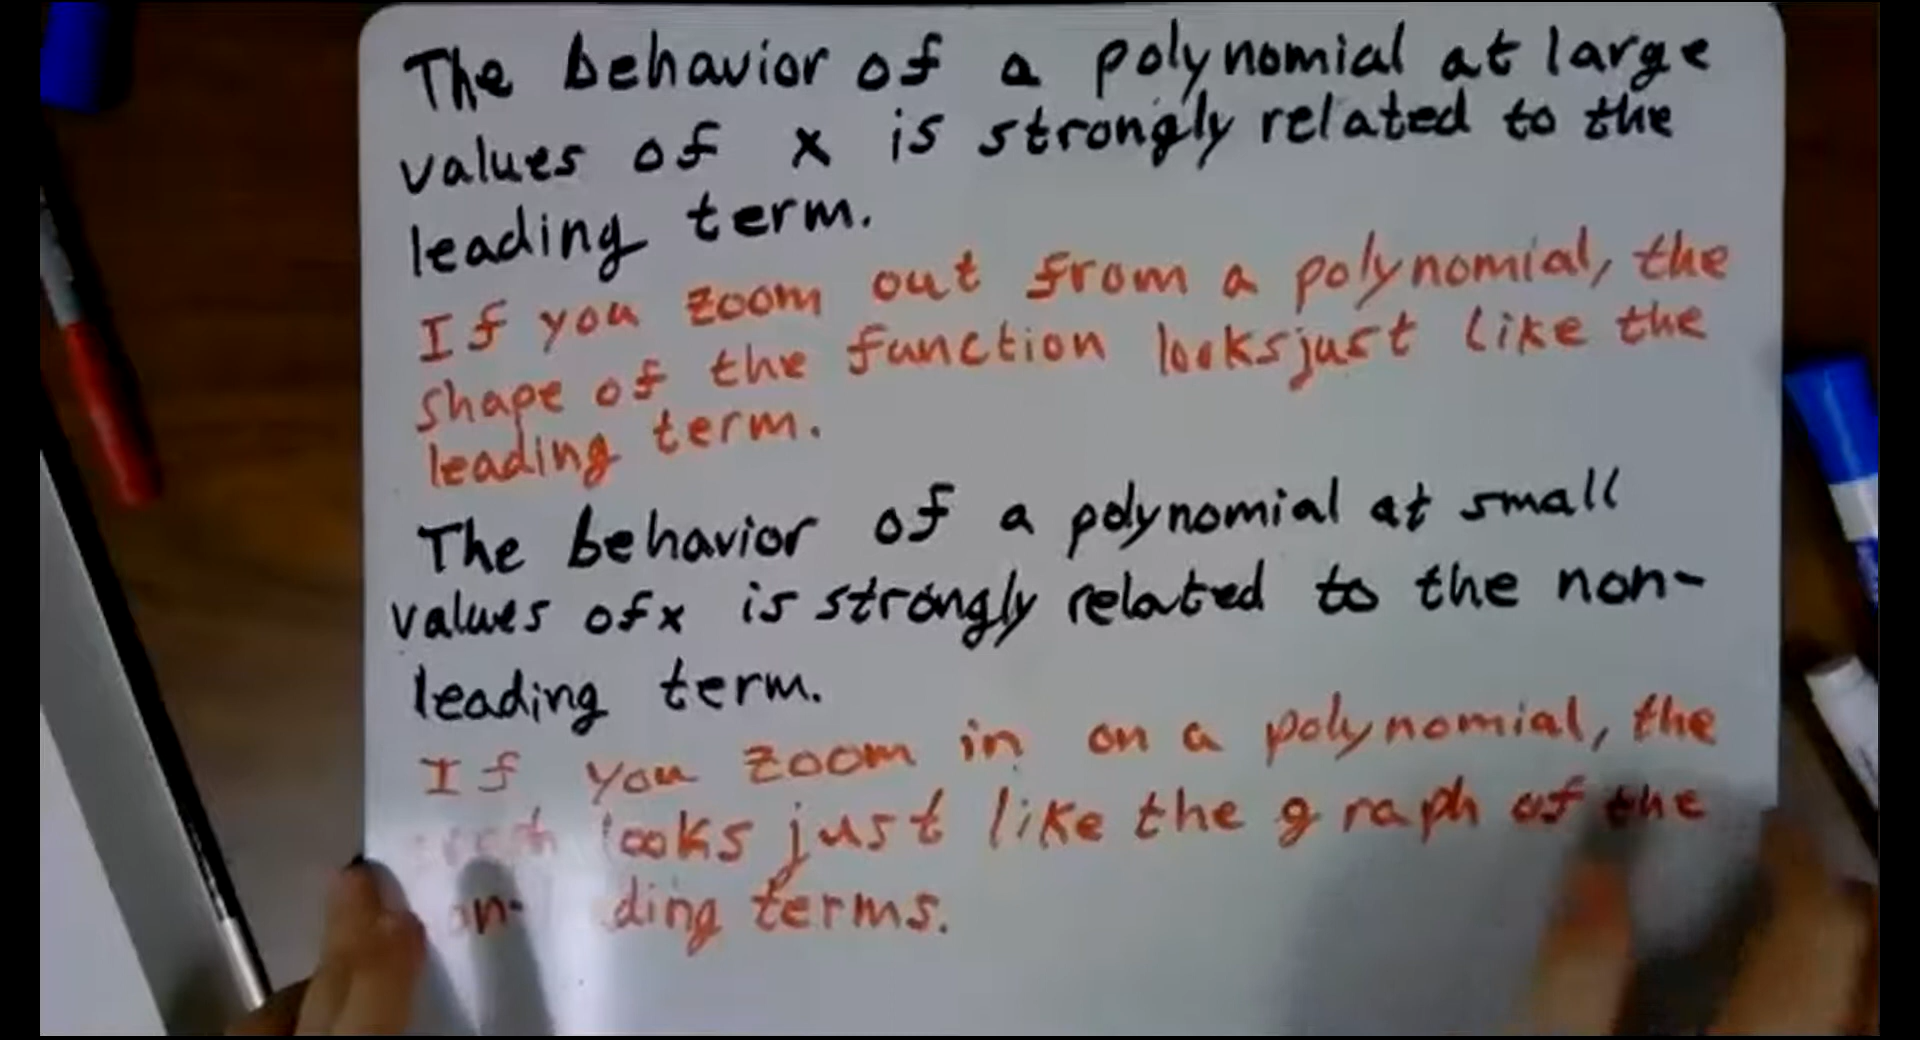 The behavior of a polynomial at large
values of x is strongly related to the
leading term.
If you zoom out from a polynomial, the
shape of the function looks just like the
leading term.
The behavior of a polynomial at small
values of x is strongly related to the non-
leading term.
If you zoom in on a polynomial, the
looks just like the graph of the
terms.